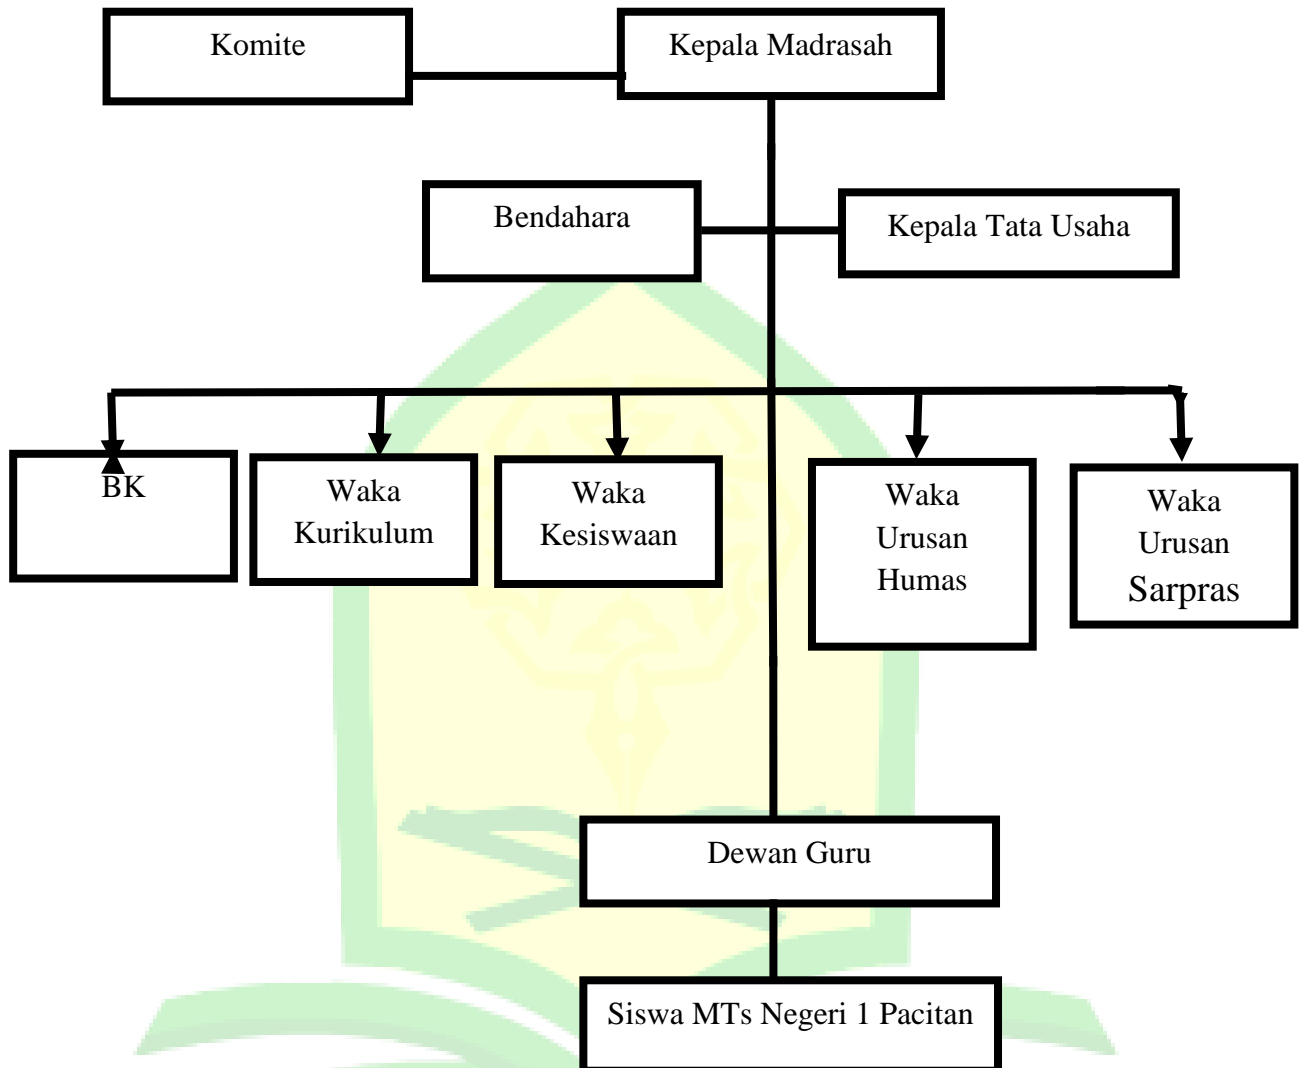 Komite
Kepala Madrasah
Bendahara
Kepala Tata Usaha
BK
Waka
Kurikulum
Waka
Kesiswaan
Waka
Urusan
Humas
Waka
Urusan
Sarpras
Dewan Guru
Siswa MTs Negeri 1 Pacitan